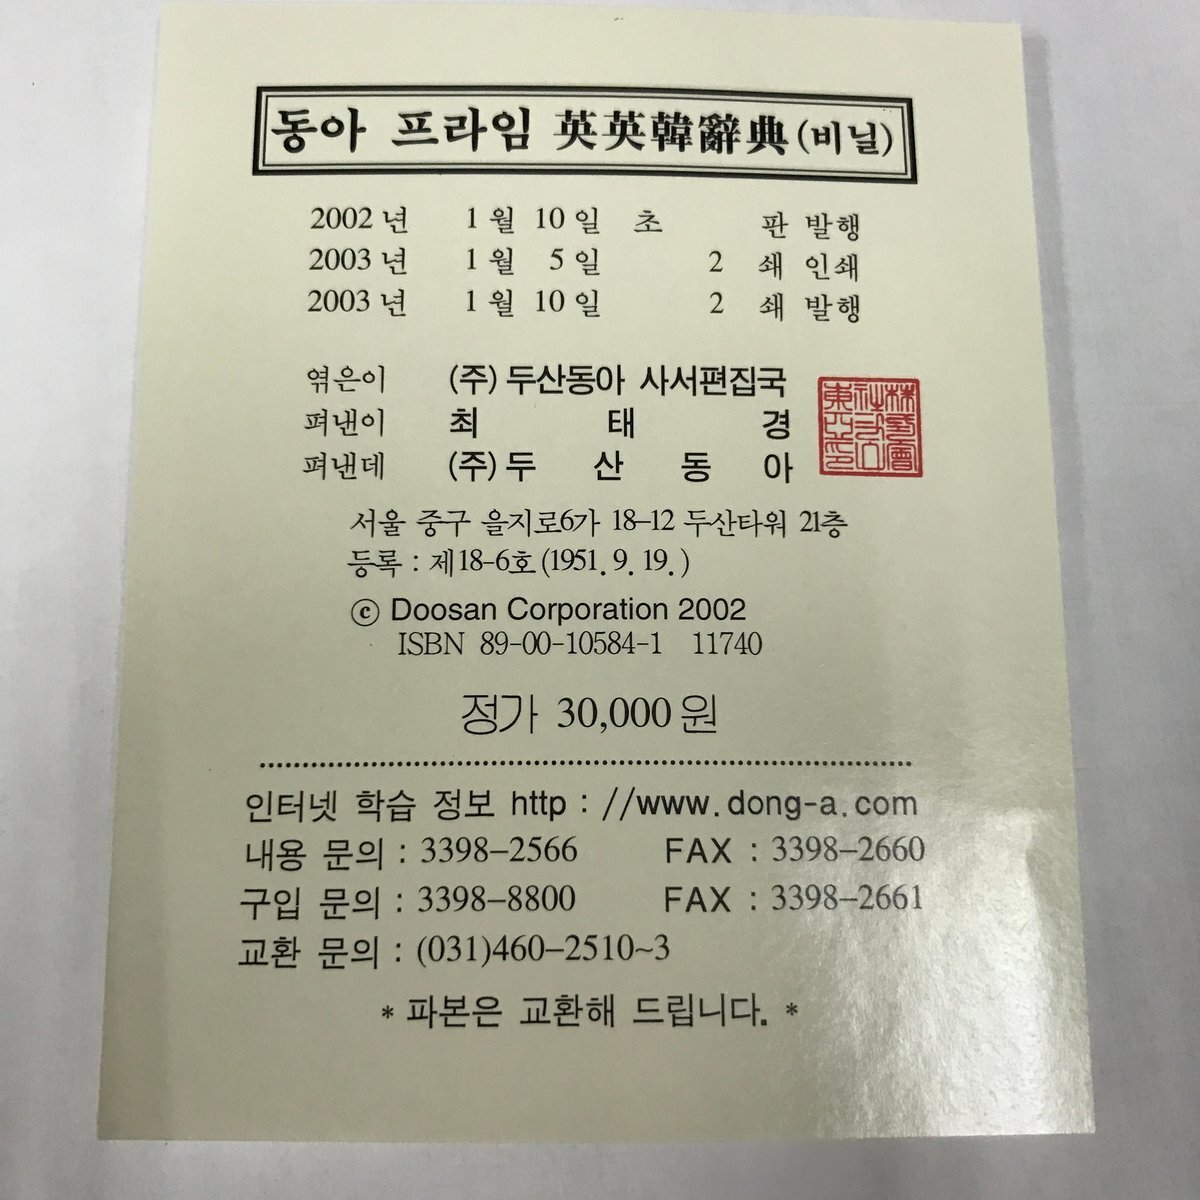 동아 프라임 英英韓辭典(비닐)
2002년 1월 10일 초 판 발행
2003년 1월 5일 2 쇄 인쇄
2003년 1월 10일 2 쇄 발행
엮은이 (주)두산동아 사서편집국
펴낸이 최 태 경
펴낸데 (주)두 산 동 아
서울 중구 을지로6가 18-12 두산타워 21층
등록 : 제18-6호(1951. 9. 19.)
ⓒ Doosan Corporation 2002
ISBN 89-00-10584-1 11740
정가 30,000원
인터넷 학습 정보 http : //www.dong-a.com
내용 문의 : 3398-2566 FAX : 3398-2660
구입 문의 : 3398-8800 FAX : 3398-2661
교환 문의 : (031)460-2510~3
* 파본은 교환해 드립니다. *